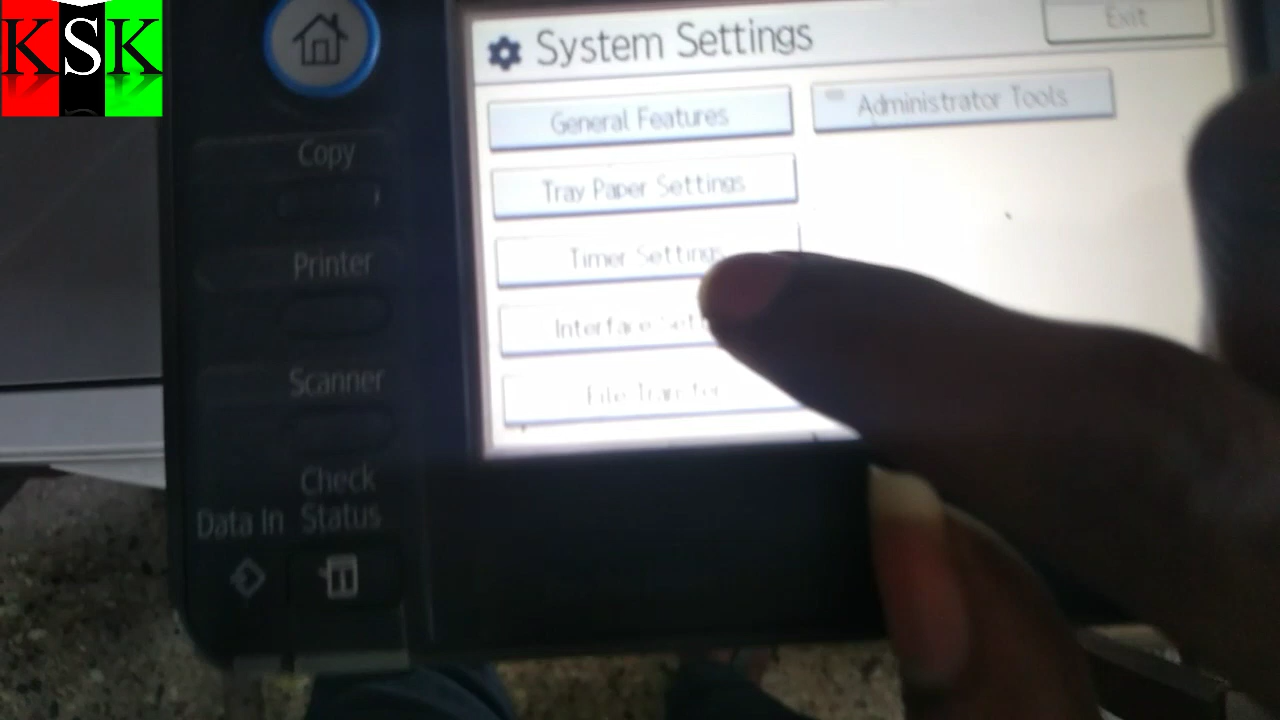 KSK
System Settings
Exit
General Features
Administrator Tools
Tray Paper Settings
Timer Settings
Interface
File Transfer
Copy
Printer
Scanner
Check
Status
Data In